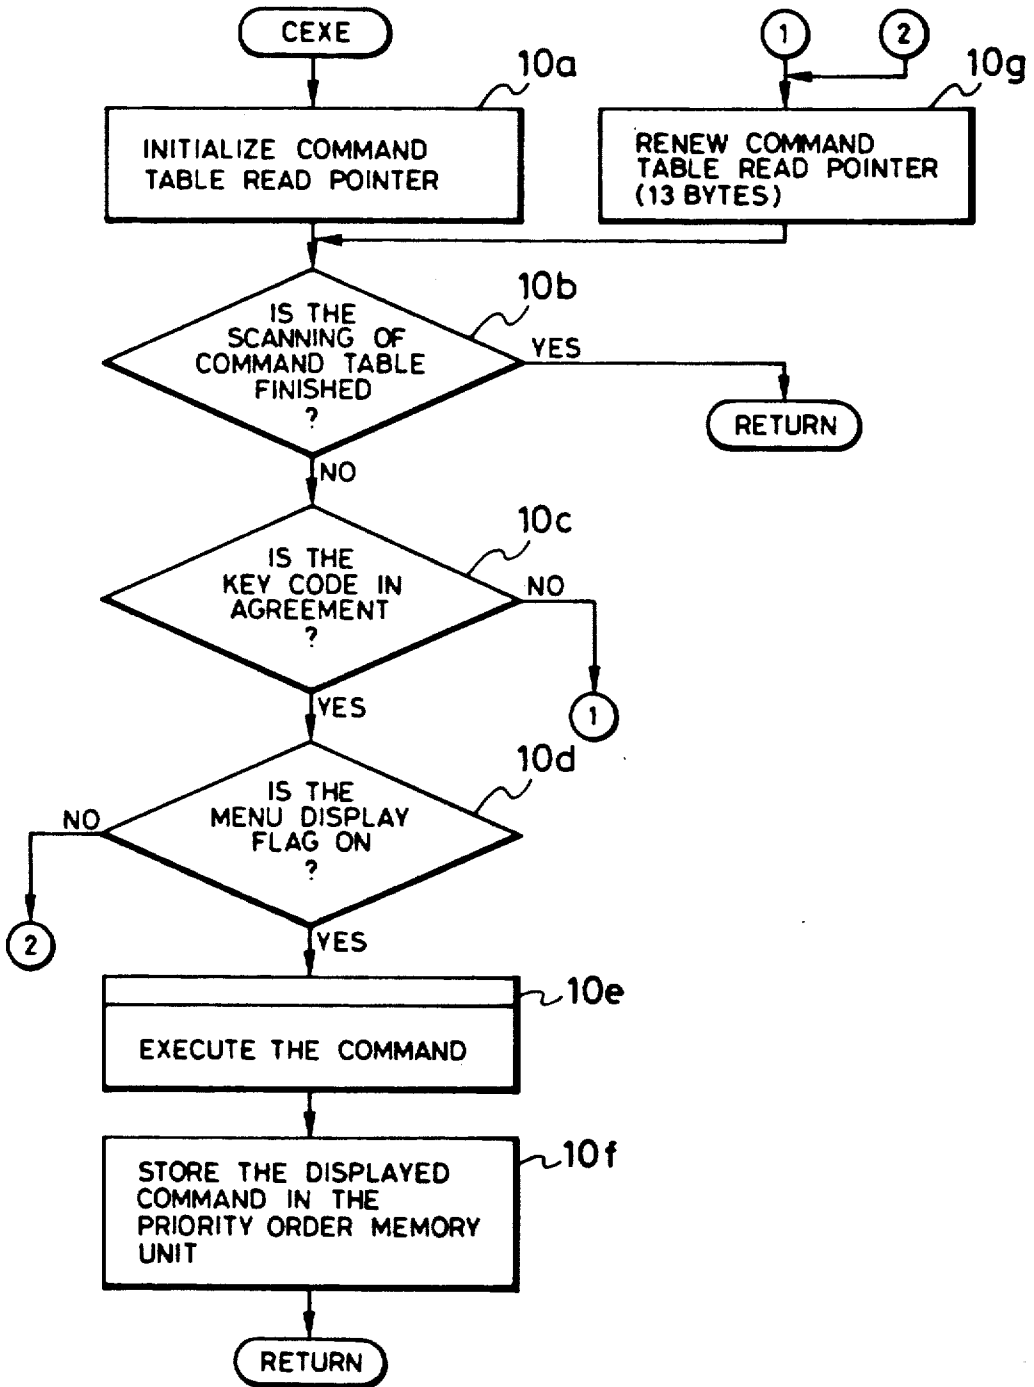 CEXE
1
2
10a
10g
INITIALIZE COMMAND
TABLE READ POINTER
RENEW COMMAND
TABLE READ POINTER
(13 BYTES)
10b
IS THE
SCANNING OF
COMMAND TABLE
FINISHED
?
YES
RETURN
NO
10c
IS THE
KEY CODE IN
AGREEMENT
?
NO
1
YES
10d
IS THE
MENU DISPLAY
FLAG ON
?
NO
2
YES
10e
EXECUTE THE COMMAND
10f
STORE THE DISPLAYED
COMMAND IN THE
PRIORITY ORDER MEMORY
UNIT
RETURN